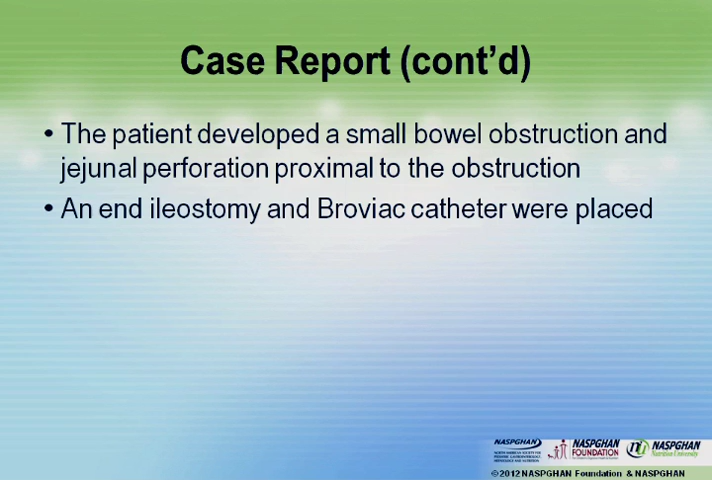 Case Report (cont'd)
• The patient developed a small bowel obstruction and
jejunal perforation proximal to the obstruction
• An end ileostomy and Broviac catheter were placed
NASPGHAN
NORTH AMERICAN SOCIETY FOR
PEDIATRIC GASTROENTEROLOGY,
HEPATOLOGY AND NUTRITION
NASPGHAN
FOUNDATION
NASPGHAN
Nutrition University
©2012 NASPGHAN Foundation & NASPGHAN